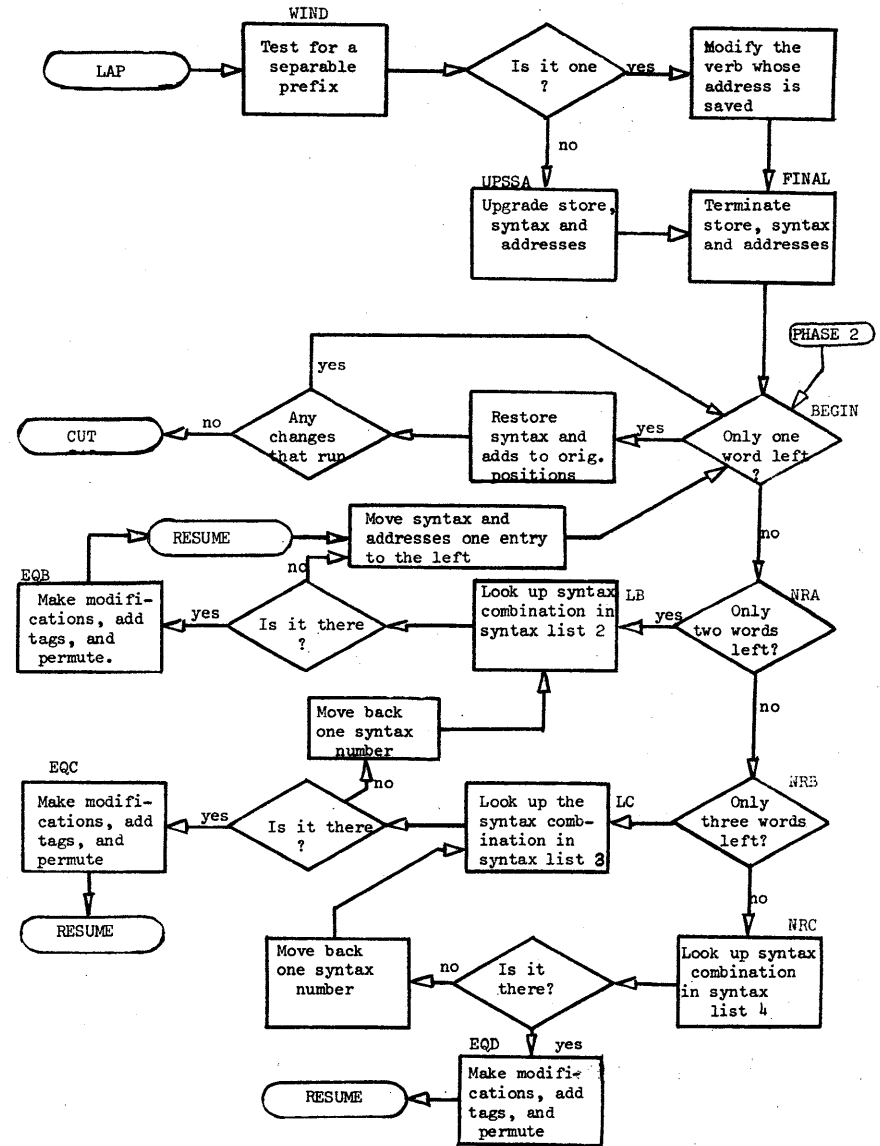 WIND
LAP
Test for a
separable
prefix
Is it one
?
yes
Modify the
verb whose
address is
saved
no
UPSSA
Upgrade store,
syntax and
addresses
FINAL
Terminate
store, syntax
and addresses
PHASE 2
BEGIN
Only one
word left
?
yes
Restore
syntax and
adds to orig.
positions
Any
changes
that run
yes
no
CUT
no
RESUME
Move syntax and
addresses one entry
to the left
NRA
Only
two words
left?
yes
LB
Look up syntax
combination in
syntax list 2
Is it there
?
no
yes
EQB
Make modifi-
cations, add
tags, and
permute.
no
Move back
one syntax
number
NRB
Only
three words
left?
LC
Look up the
syntax comb-
ination in
syntax list 3
Is it there
?
no
yes
EQC
Make modifi-
cations, add
tags, and
permute
RESUME
no
NRC
Look up syntax
combination
in syntax
list 4
Is it
there?
no
Move back
one syntax
number
yes
EQD
Make modifi-
cations, add
tags, and
permute
RESUME